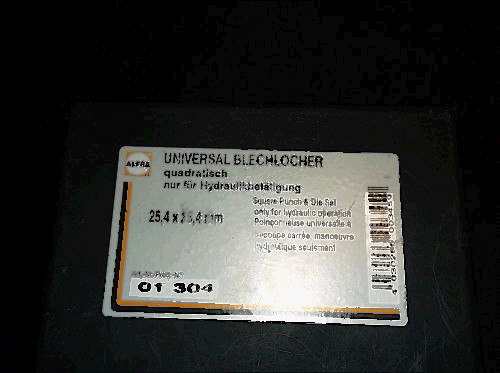 ALFRA
UNIVERSAL BLECHLOCHER
quadratisch
nur für Hydraulikbetätigung
25,4 x 25,4 mm
Square Punch & Die Set
only for hydraulic operation
Poinçonneuse universelle à
découpe carrée, manoeuvre
hydraulique seulement
01 304